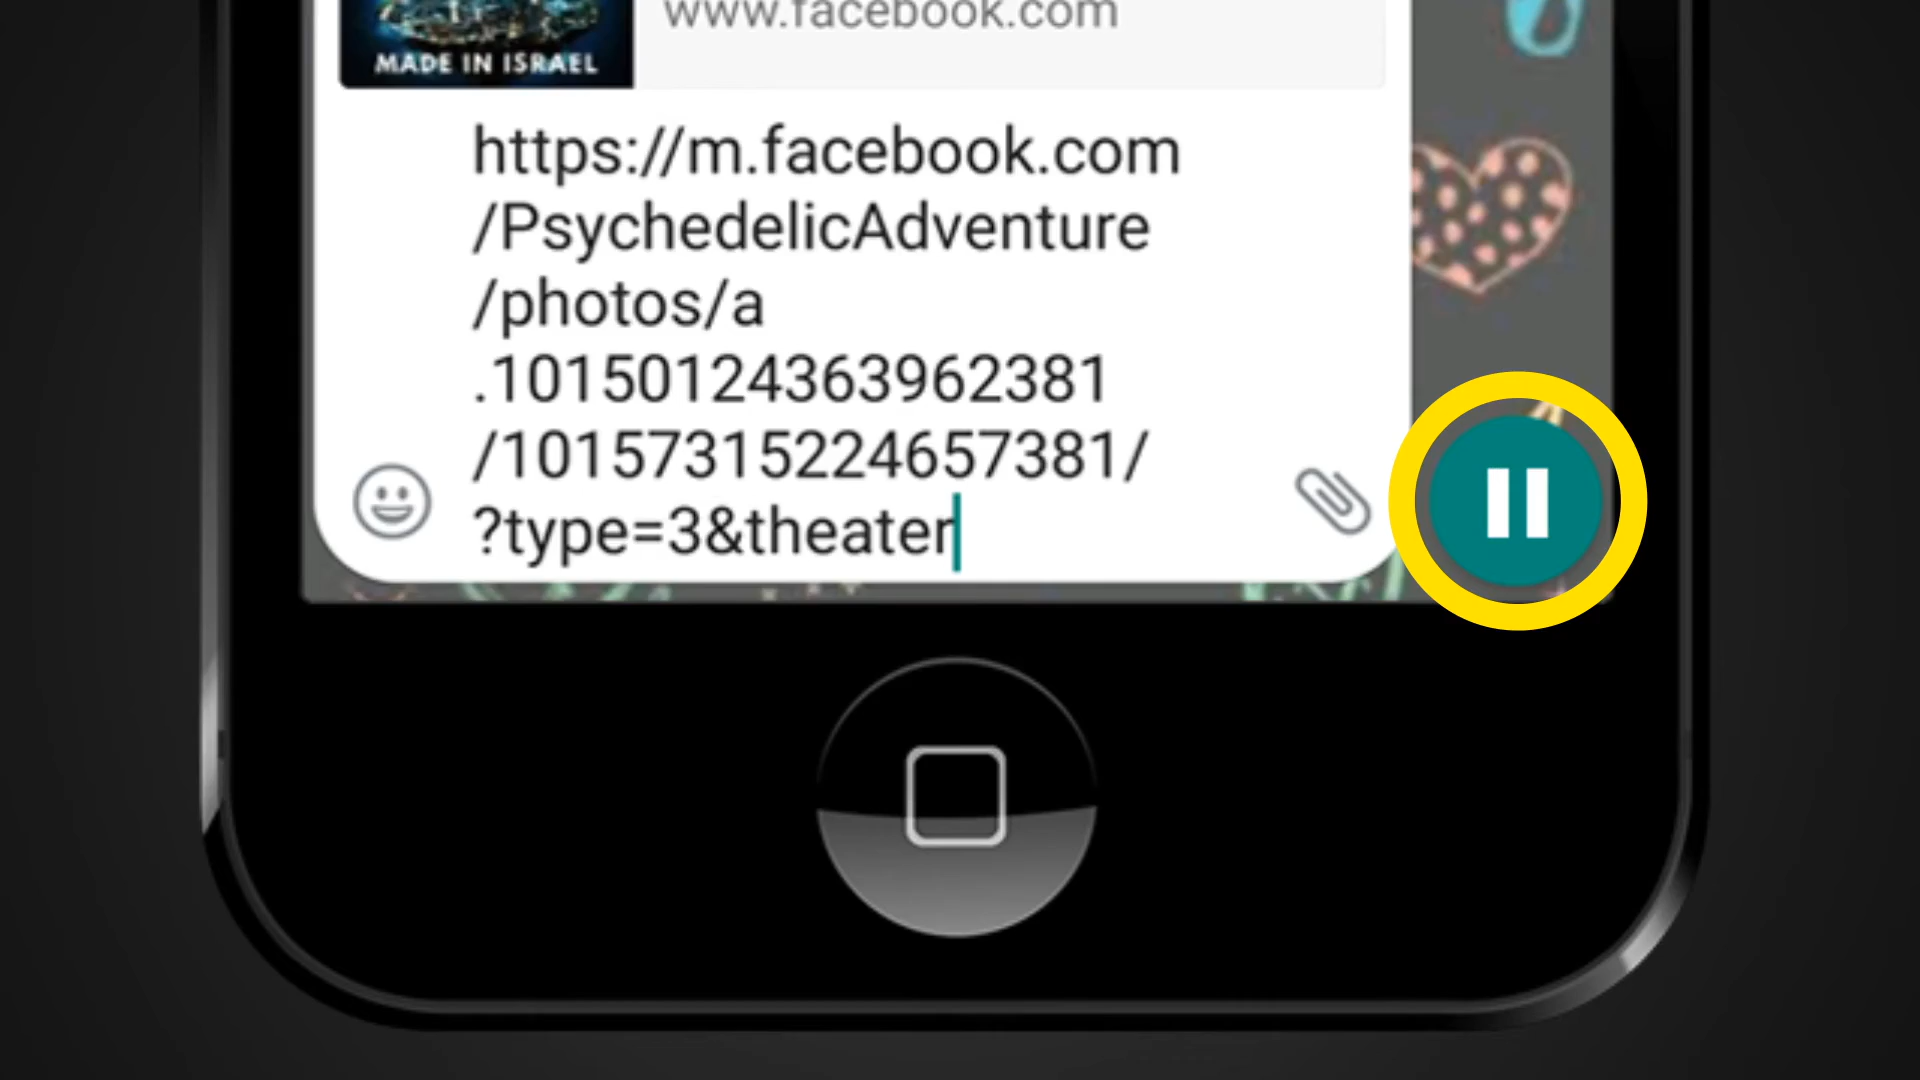 www.facebook.com
MADE IN ISRAEL
https://m.facebook.com
/PsychedelicAdventure
/photos/a
.10150124363962381
/10157315224657381/
?type=3&theater